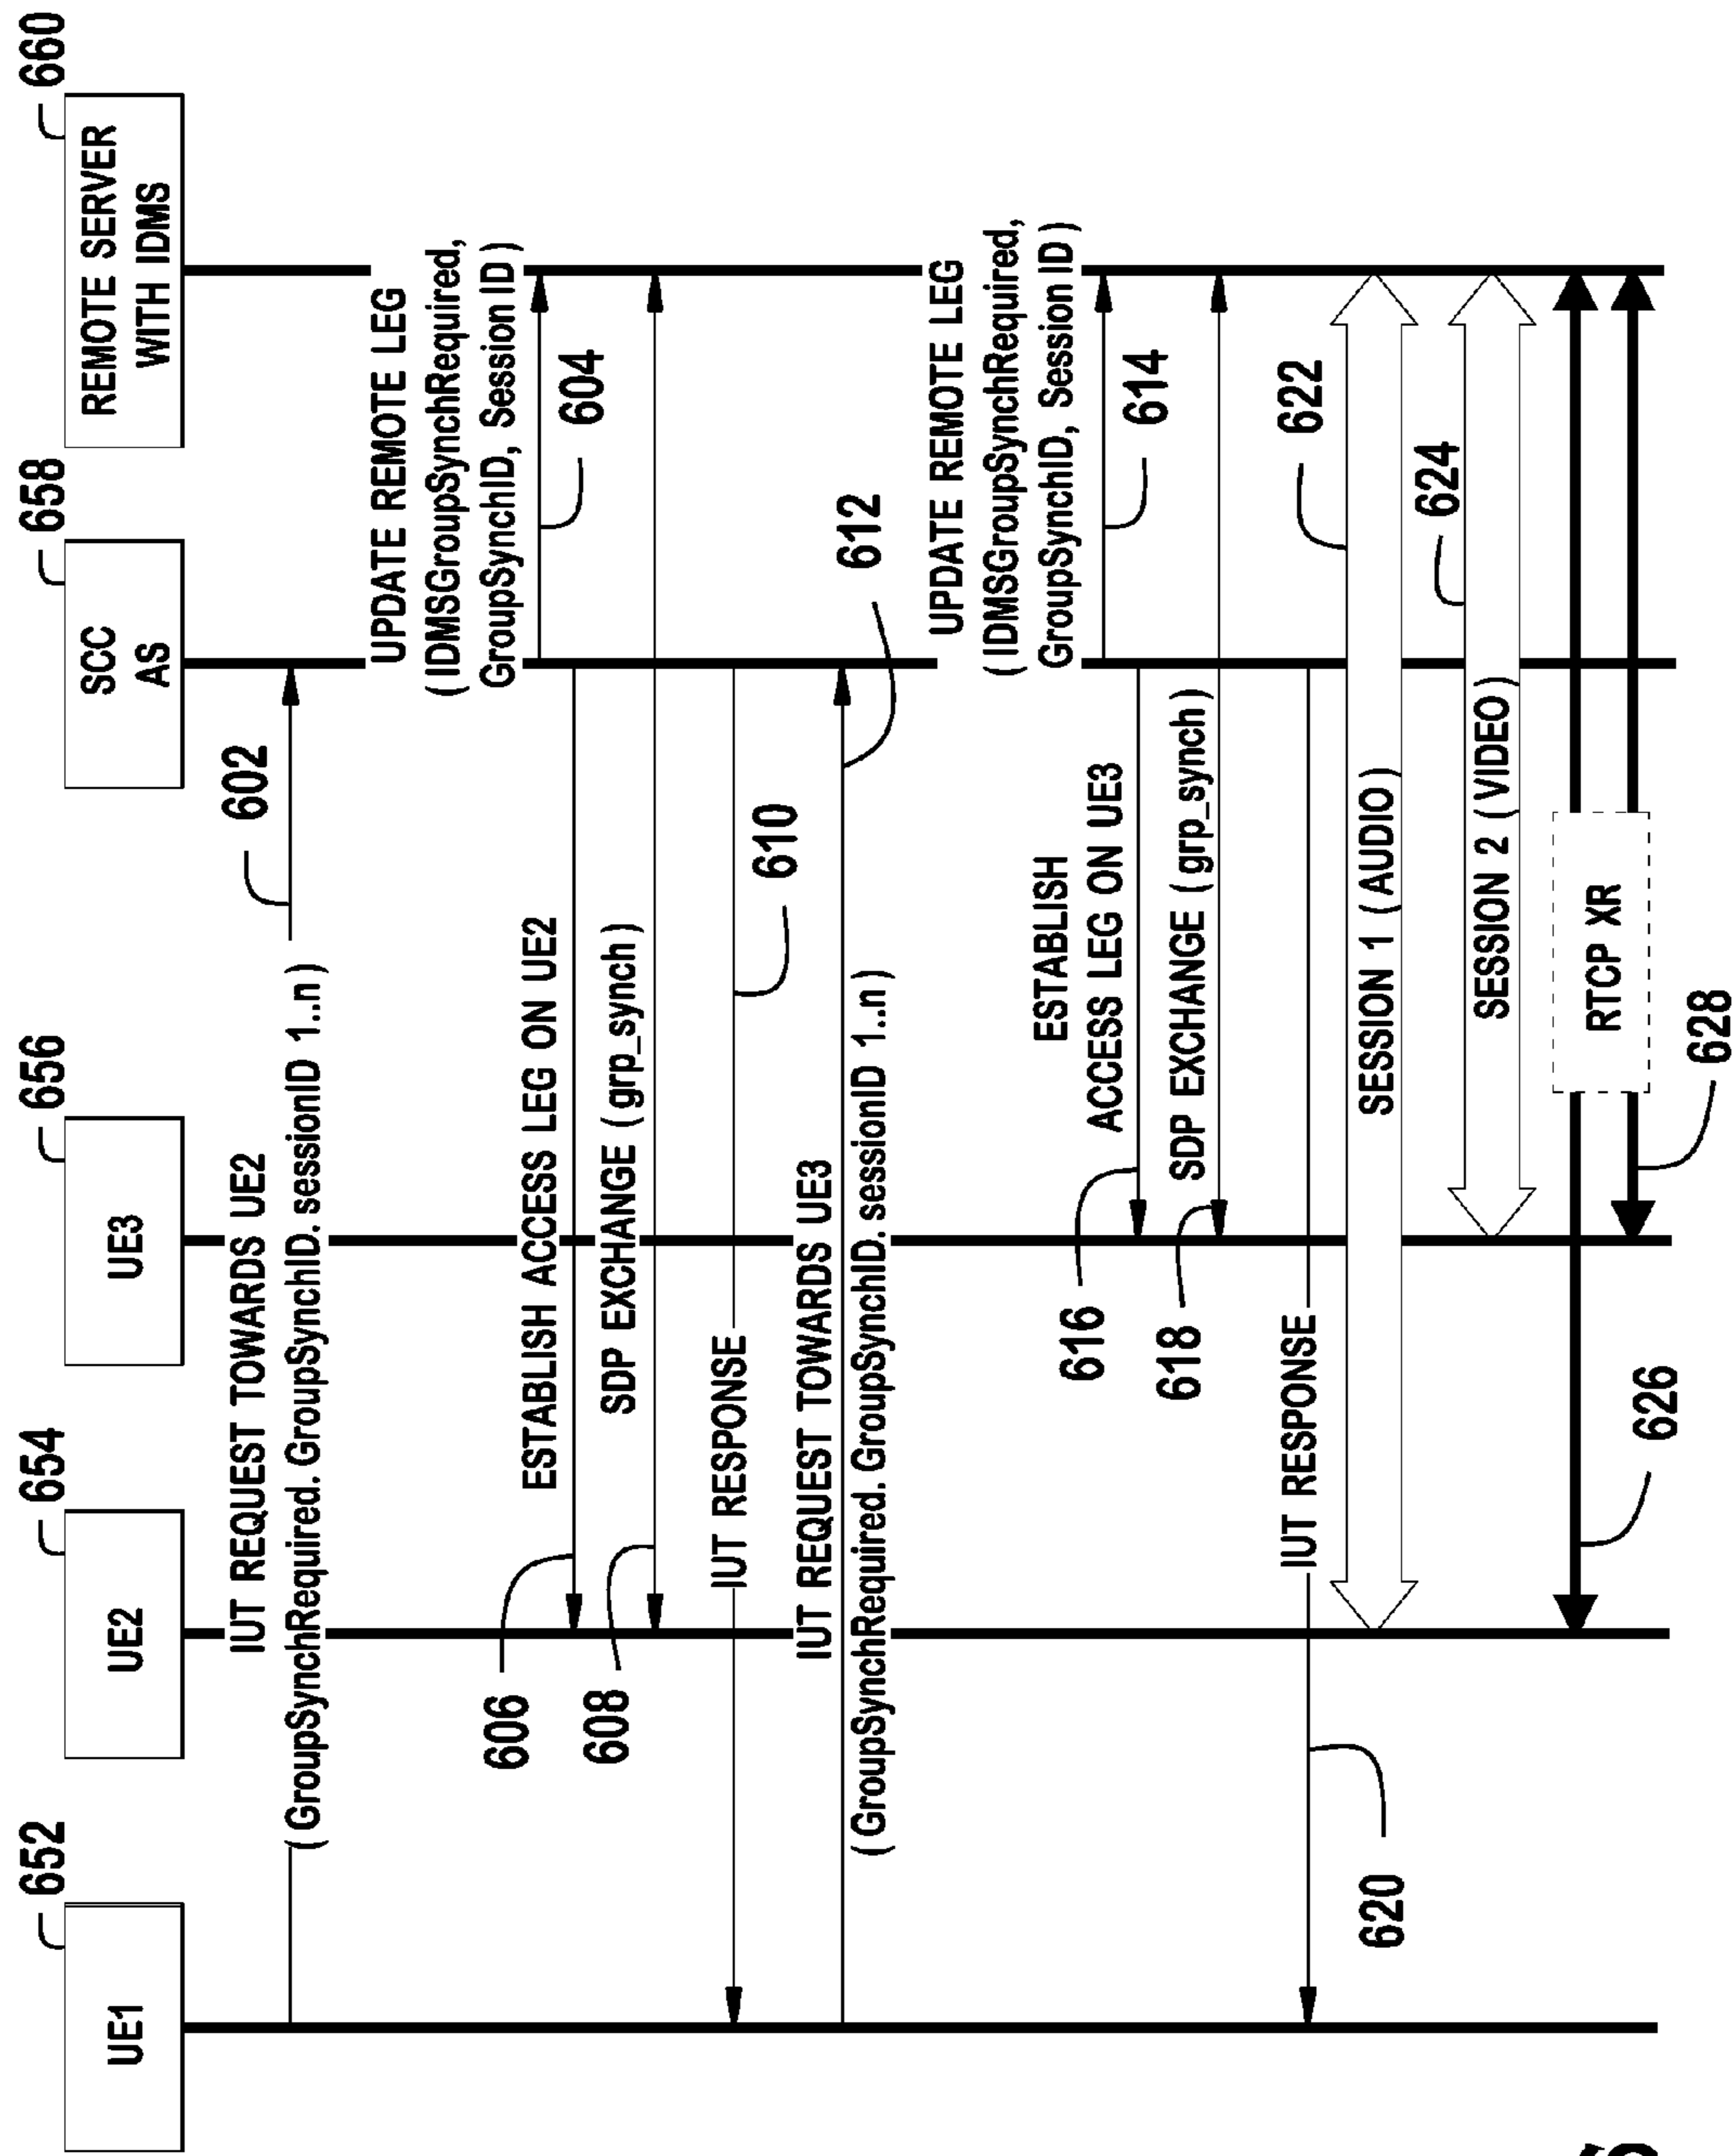 652
654
656
658
660
UE1
UE2
UE3
SCC
AS
REMOTE SERVER
WITH IDMS
IUT REQUEST TOWARDS UE2
602
(GroupSynchRequired. GroupSynchID. sessionID 1..n)
UPDATE REMOTE LEG
(IDMSGroupSynchRequired,
GroupSynchID, Session ID)
604
606
ESTABLISH ACCESS LEG ON UE2
608
SDP EXCHANGE (grp_synch)
IUT RESPONSE
610
IUT REQUEST TOWARDS UE3
612
(GroupSynchRequired. GroupSynchID. sessionID 1..n)
UPDATE REMOTE LEG
(IDMSGroupSynchRequired,
GroupSynchID, Session ID)
614
ESTABLISH
ACCESS LEG ON UE3
616
SDP EXCHANGE (grp_synch)
618
IUT RESPONSE
620
622
SESSION 1 (AUDIO)
624
SESSION 2 (VIDEO)
RTCP XR
626
628